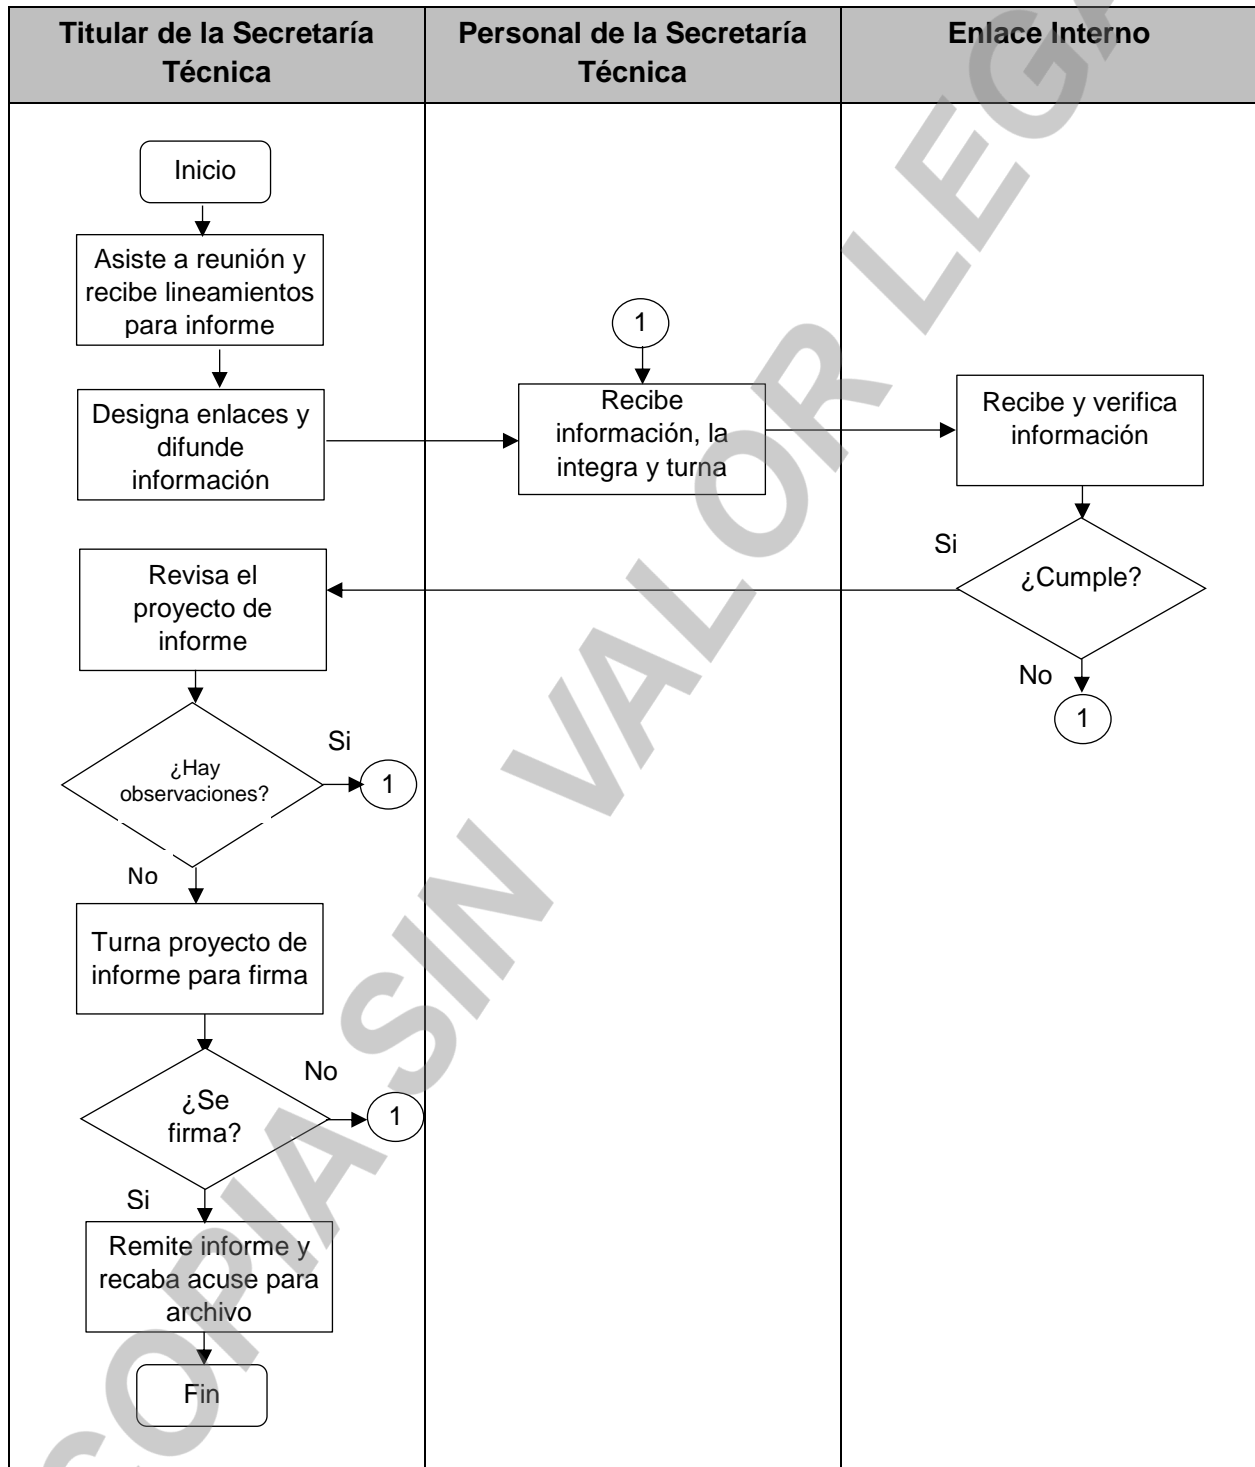 Titular de la Secretaría
Técnica
Personal de la Secretaría
Técnica
Enlace Interno
Inicio
Asiste a reunión y
recibe lineamientos
para informe
1
Designa enlaces y
difunde
información
Recibe
información, la
integra y turna
Recibe y verifica
información
Si
¿Cumple?
No
1
Revisa el
proyecto de
informe
Si
¿Hay
observaciones?
1
No
Turna proyecto de
informe para firma
No
¿Se
firma?
1
Si
Remite informe y
recaba acuse para
archivo
Fin
COPIA SIN VALOR LEGA